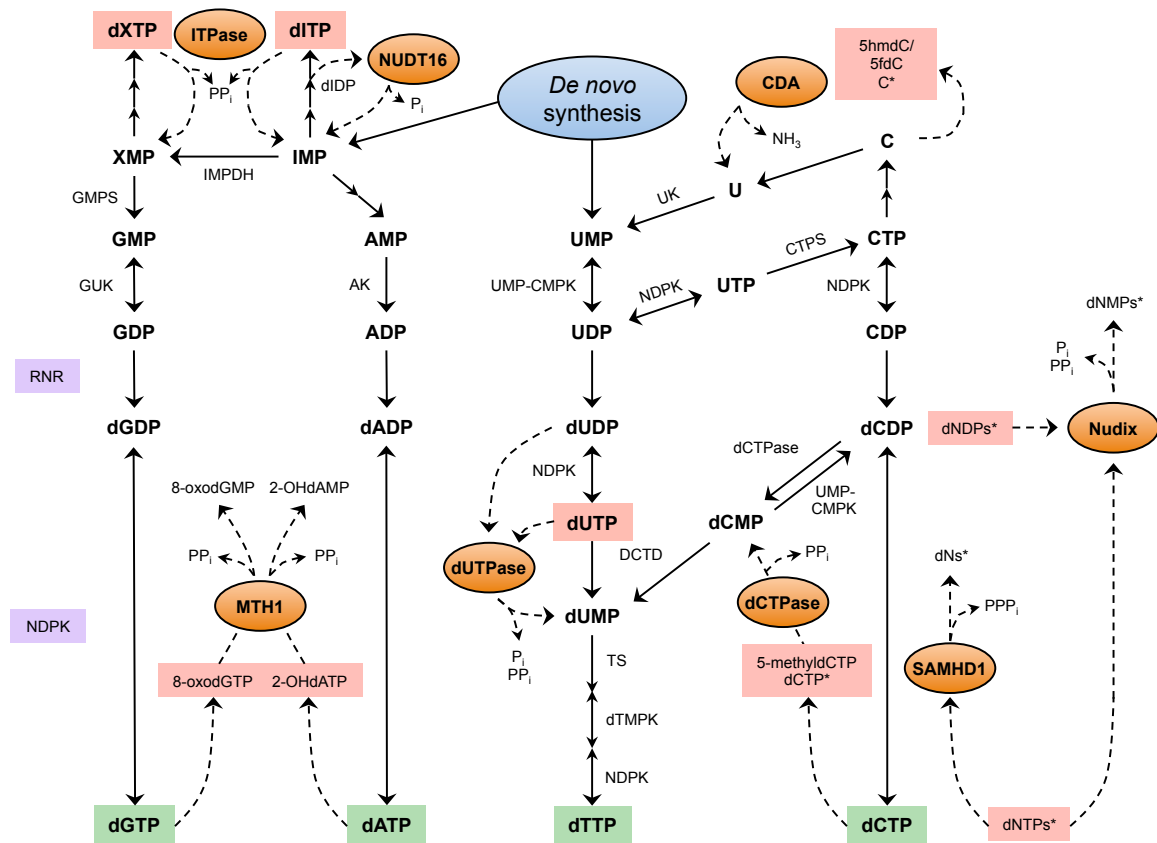 dXTP
ITPase
dITP
NUDT16
PPi
dIDP
Pi
De novo
synthesis
CDA
5hmdC/
5fdC
C*
NH3
C
XMP
IMPDH
IMP
U
GMPS
UK
GMP
AMP
UMP
CTPS
CTP
GUK
AK
UMP-CMPK
NDPK
UTP
NDPK
GDP
ADP
UDP
CDP
dNMPs*
Pi
PPi
RNR
dGDP
dADP
dUDP
dCDP
dNDPs*
Nudix
dCTPase
NDPK
UMP-
CMPK
8-oxodGMP
2-OHdAMP
dUTP
dCMP
PPi
PPi
dUTPase
DCTD
PPi
dNs*
MTH1
dCTPase
PPPi
NDPK
dUMP
Pi
PPi
TS
5-methyldCTP
dCTP*
SAMHD1
8-oxodGTP
2-OHdATP
dTMPK
NDPK
dGTP
dATP
dTTP
dCTP
dNTPs*